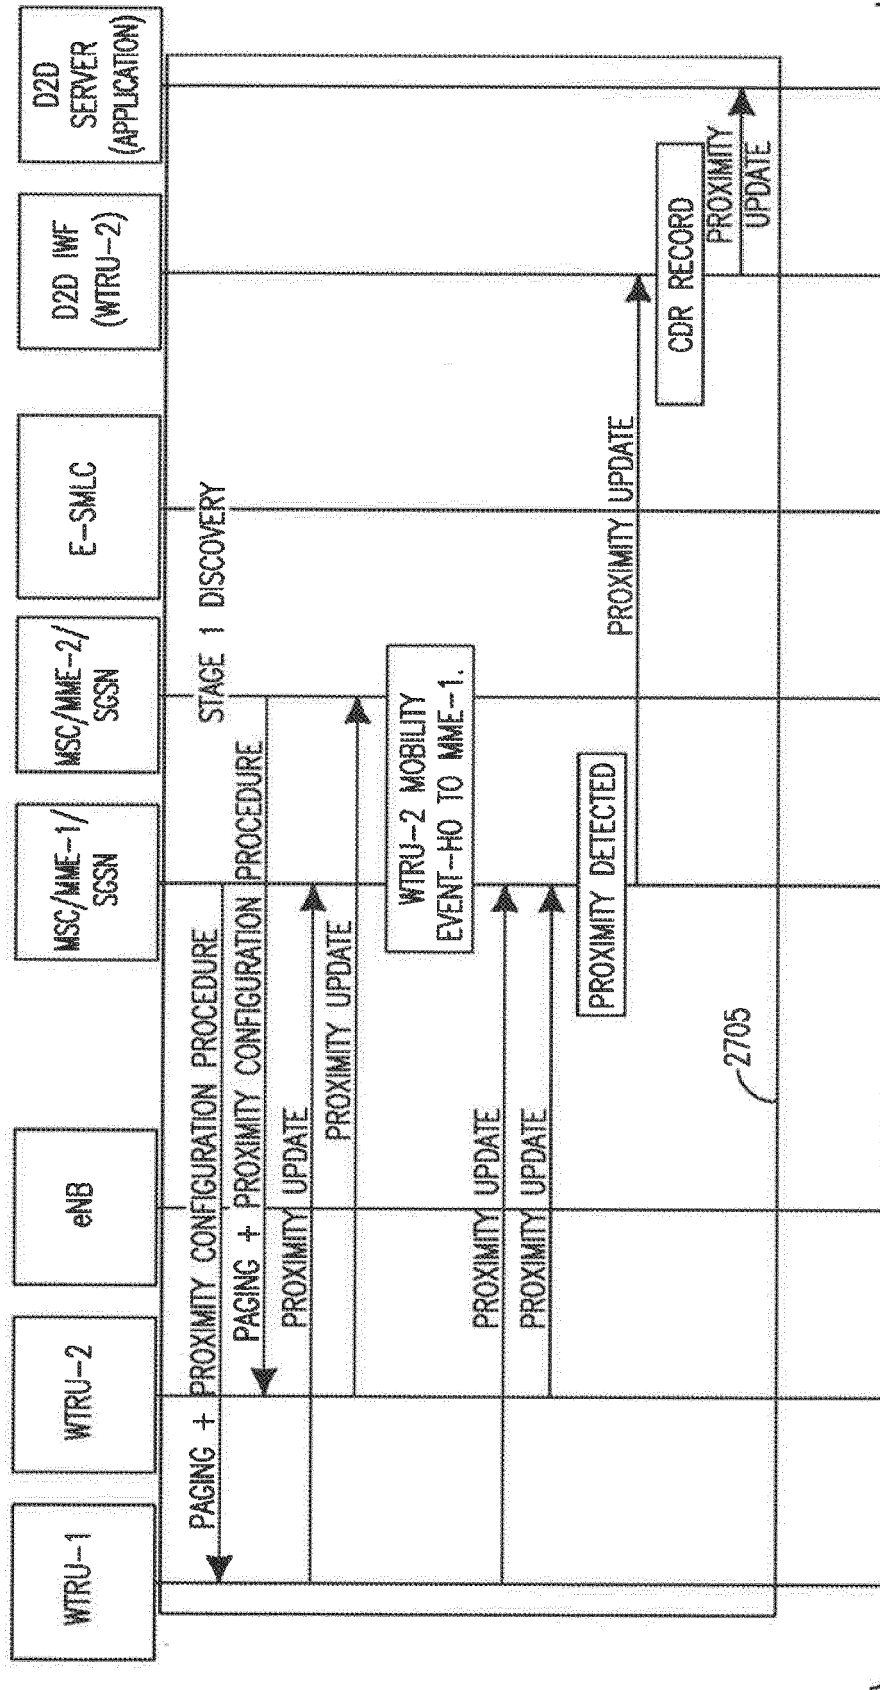 WTRU-1
WTRU-2
eNB
MSC/MME-1/
SGSN
MSC/MME-2/
SGSN
E-SMLC
D2D IWF
(WTRU-2)
D2D
SERVER
(APPLICATION)
STAGE 1 DISCOVERY
PAGING + PROXIMITY CONFIGURATION PROCEDURE
PAGING + PROXIMITY CONFIGURATION PROCEDURE
PROXIMITY UPDATE
PROXIMITY UPDATE
WTRU-2 MOBILITY
EVENT-HO TO MME-1.
PROXIMITY UPDATE
PROXIMITY UPDATE
PROXIMITY DETECTED
PROXIMITY UPDATE
CDR RECORD
PROXIMITY
UPDATE
2705